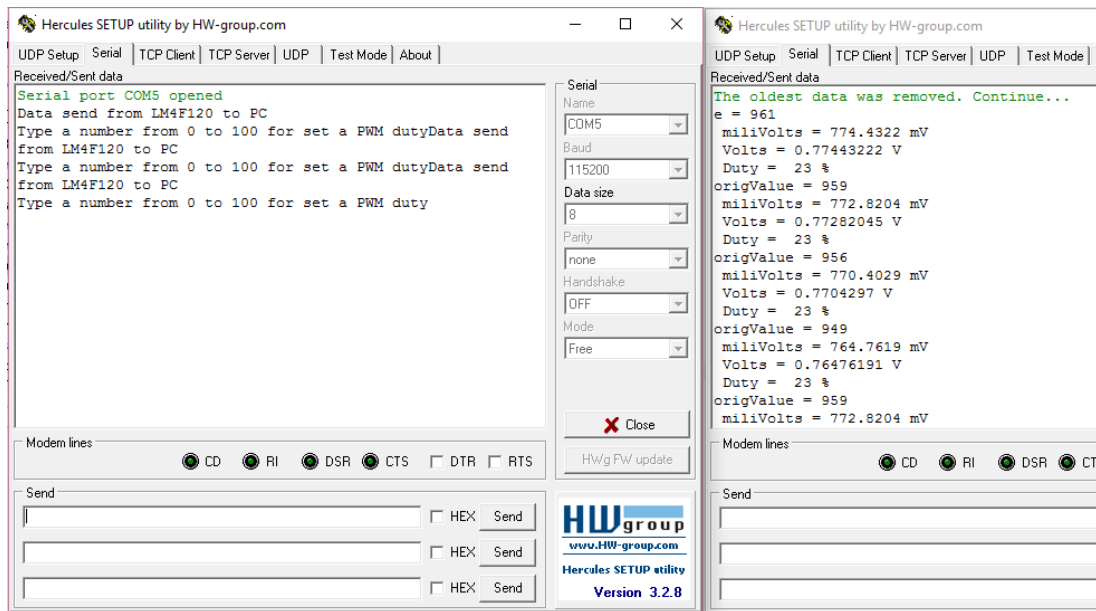 Hercules SETUP utility by HW-group.com
UDP Setup Serial TCP Client TCP Server UDP Test Mode About
Received/Sent data
Serial port COM5 opened
Data send from LM4F120 to PC
Type a number from 0 to 100 for set a PWM dutyData send
from LM4F120 to PC
Type a number from 0 to 100 for set a PWM dutyData send
from LM4F120 to PC
Type a number from 0 to 100 for set a PWM duty
Serial
Name
COM5
Baud
115200
Data size
8
Parity
none
Handshake
OFF
Mode
Free
Close
HWg FW update
Modem lines
CD RI DSR CTS DTR RTS
Send
HEX Send
HEX Send
HEX Send
HW group
www.HW-group.com
Hercules SETUP utility
Version 3.2.8
Hercules SETUP utility by HW-group.com
UDP Setup Serial TCP Client TCP Server UDP Test Mode
Received/Sent data
The oldest data was removed. Continue...
e = 961
miliVolts = 774.4322 mV
Volts = 0.77443222 V
Duty = 23 %
origValue = 959
miliVolts = 772.8204 mV
Volts = 0.77282045 V
Duty = 23 %
origValue = 956
miliVolts = 770.4029 mV
Volts = 0.7704297 V
Duty = 23 %
origValue = 949
miliVolts = 764.7619 mV
Volts = 0.76476191 V
Duty = 23 %
origValue = 959
miliVolts = 772.8204 mV
Modem lines
CD RI DSR CT
Send